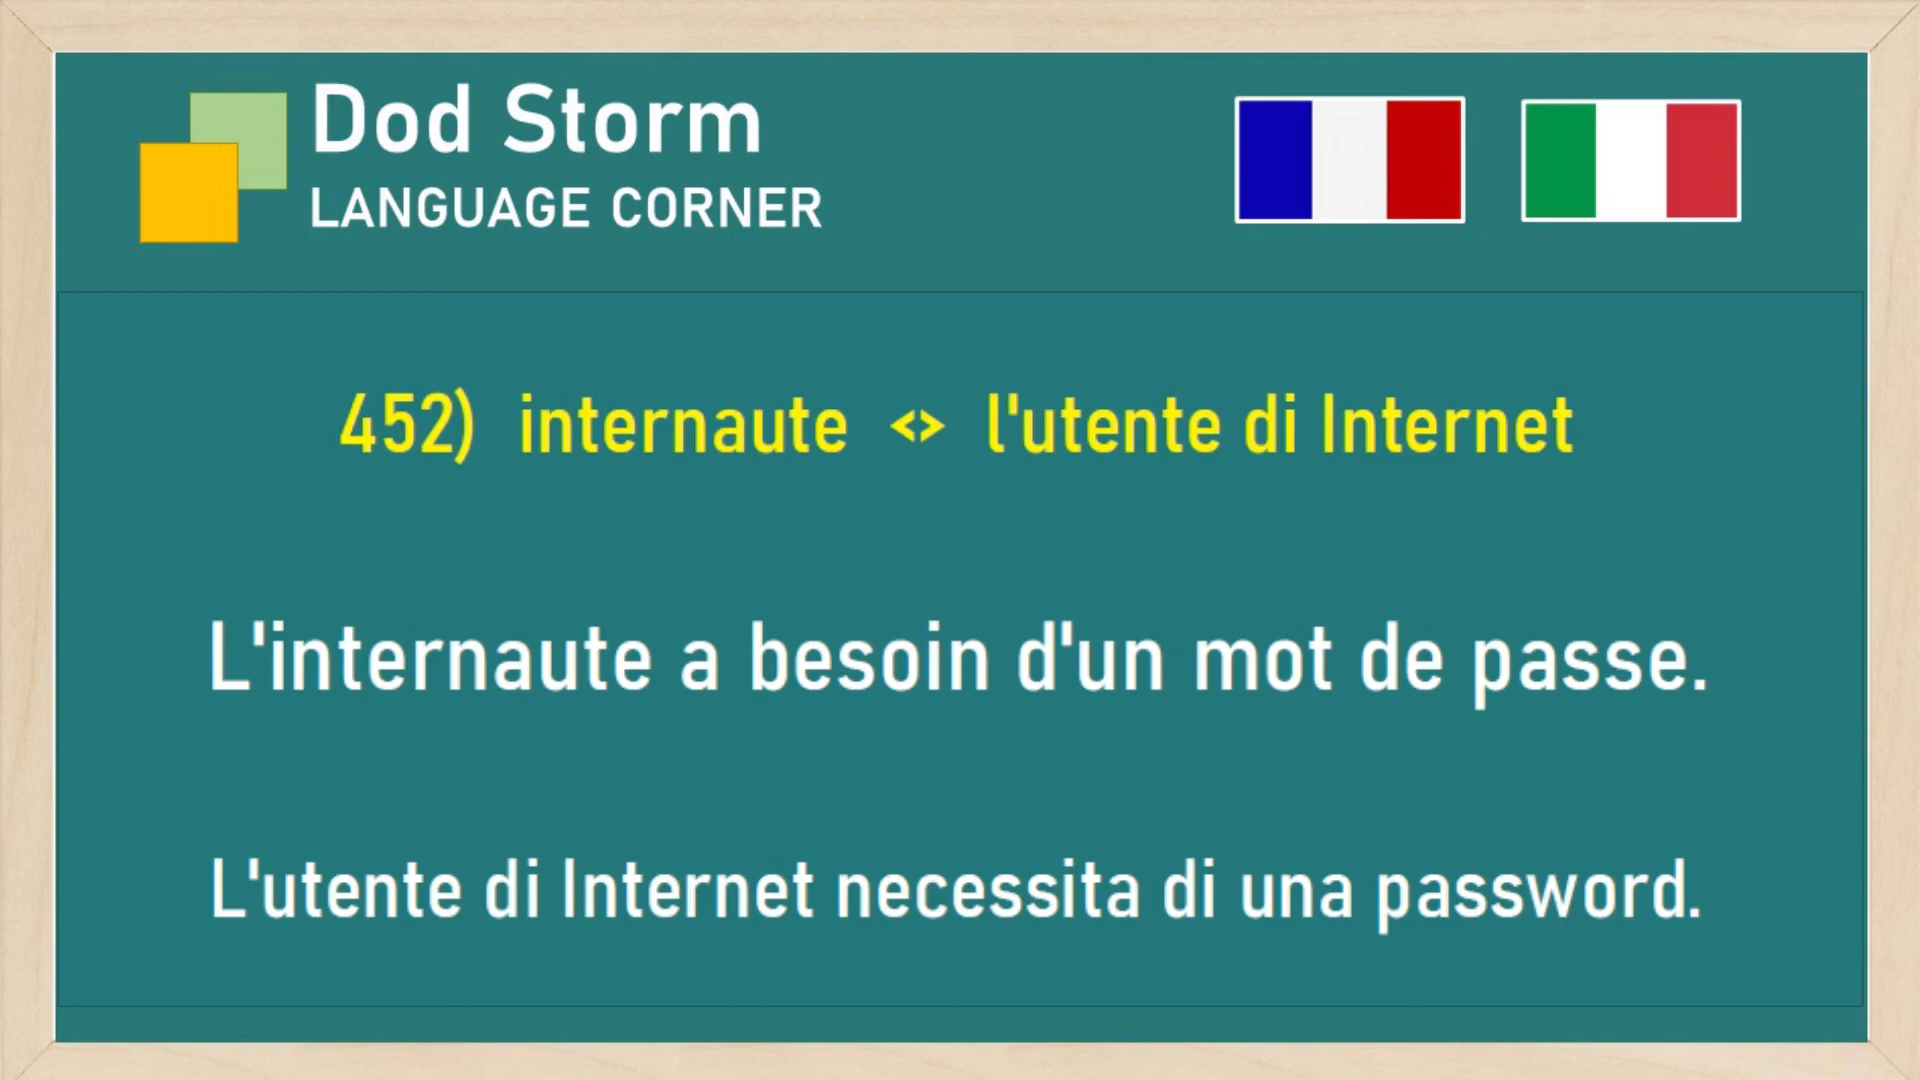 Dod Storm
LANGUAGE CORNER
452) internaute <> l'utente di Internet
L'internaute a besoin d'un mot de passe.
L'utente di Internet necessita di una password.